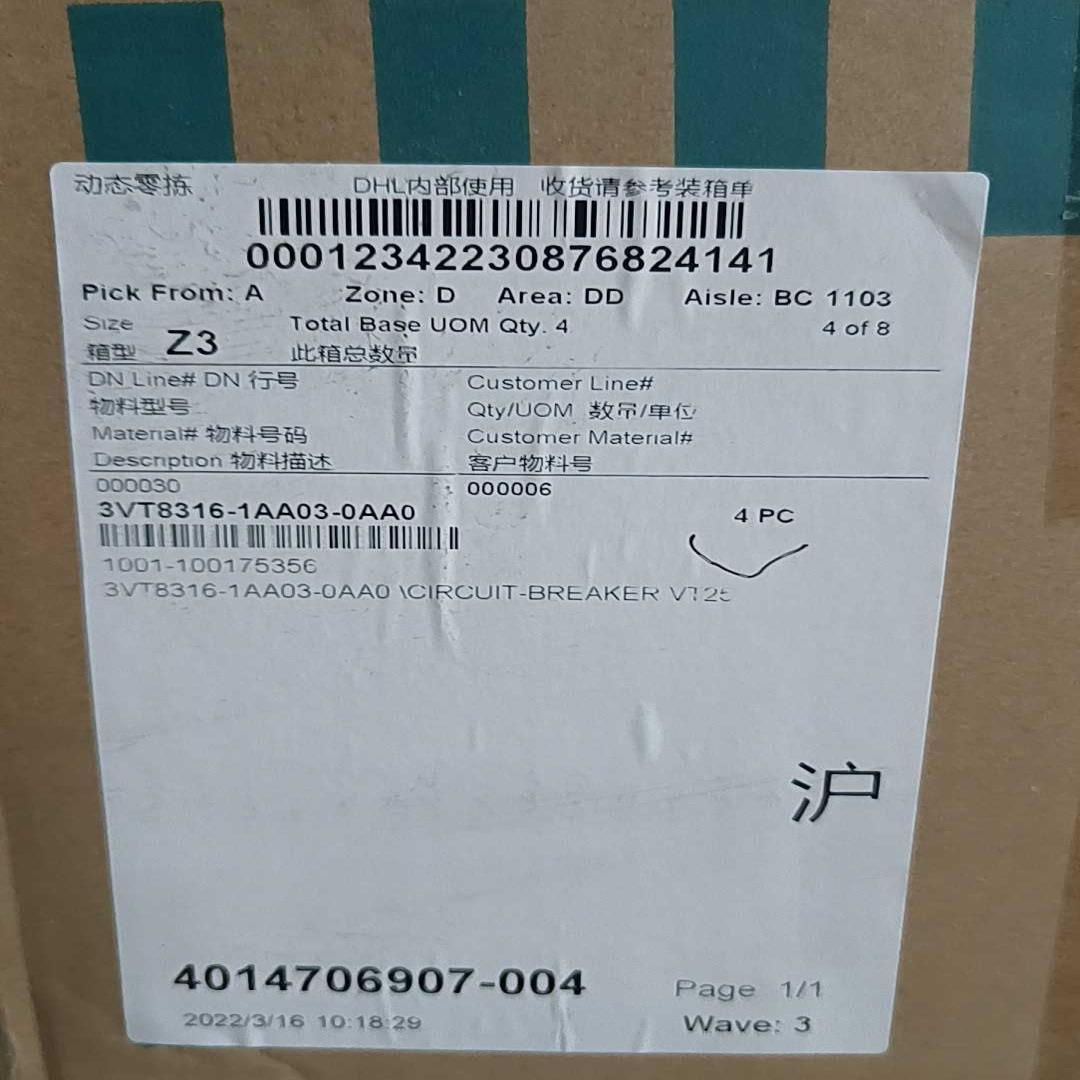 动态零拣 DHL内部使用 收货请参考装箱单
00012342230876824141
Pick From: A Zone: D Area: DD Aisle: BC 1103
Size Total Base UOM Qty. 4 4 of 8
箱型 Z3 此箱总数量
DN Line# DN 行号 Customer Line#
物料型号 Qty/UOM 数量/单位
Material# 物料号码 Customer Material#
Description 物料描述 客户物料号
000030 000006
3VT8316-1AA03-0AA0 4 PC
1001-100175356
3VT8316-1AA03-0AA0 \CIRCUIT-BREAKER VT25
沪
4014706907-004 Page 1/1
2022/3/16 10:18:29 Wave: 3